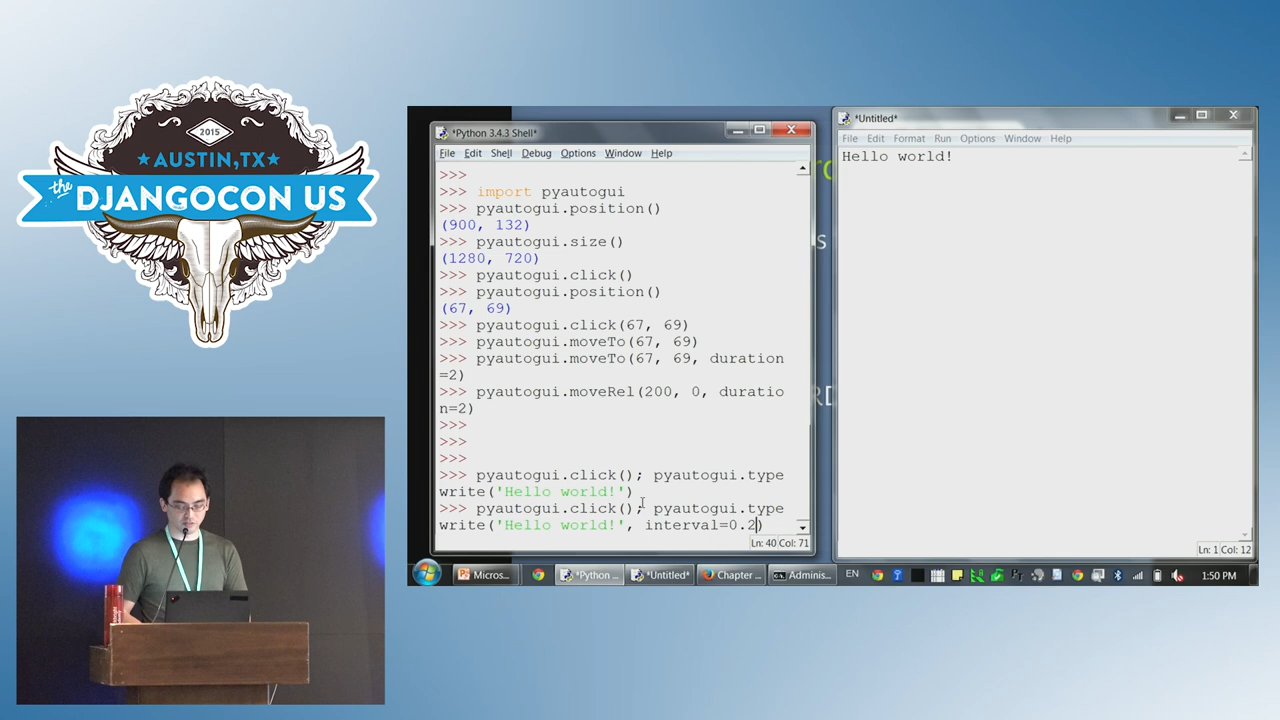 2015
AUSTIN,TX
the
DJANGOCON US
*Python 3.4.3 Shell*
File Edit Shell Debug Options Window Help
>>>
>>> import pyautogui
>>> pyautogui.position()
(900, 132)
>>> pyautogui.size()
(1280, 720)
>>> pyautogui.click()
>>> pyautogui.position()
(67, 69)
>>> pyautogui.click(67, 69)
>>> pyautogui.moveTo(67, 69)
>>> pyautogui.moveTo(67, 69, duration
=2)
>>> pyautogui.moveRel(200, 0, duratio
n=2)
>>>
>>>
>>>
>>> pyautogui.click(); pyautogui.type
write('Hello world!')
>>> pyautogui.click(); pyautogui.type
write('Hello world!', interval=0.2)
Ln: 40 Col: 71
*Untitled*
File Edit Format Run Options Window Help
Hello world!
Ln: 1 Col: 12
Micros...
*Python ...
*Untitled*
Chapter ...
Adminis...
EN
1:50 PM